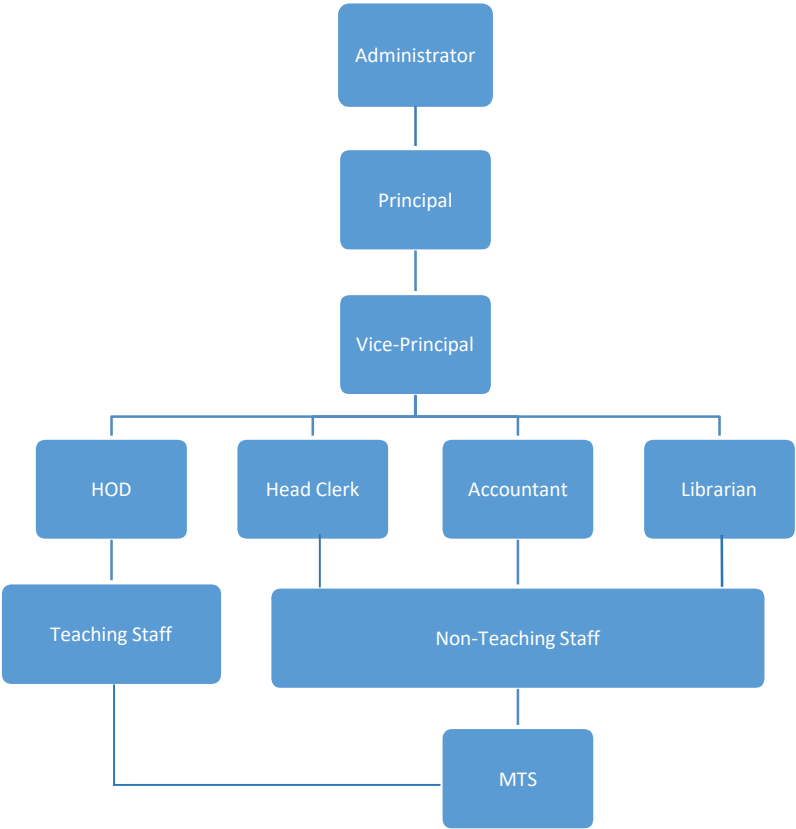 Administrator
Principal
Vice-Principal
HOD
Head Clerk
Accountant
Librarian
Teaching Staff
Non-Teaching Staff
MTS